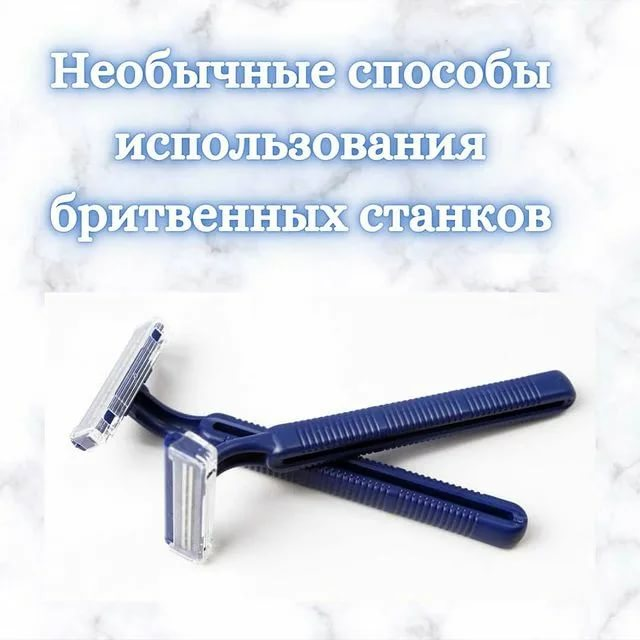 Необычные способы
использования
бритвенных станков